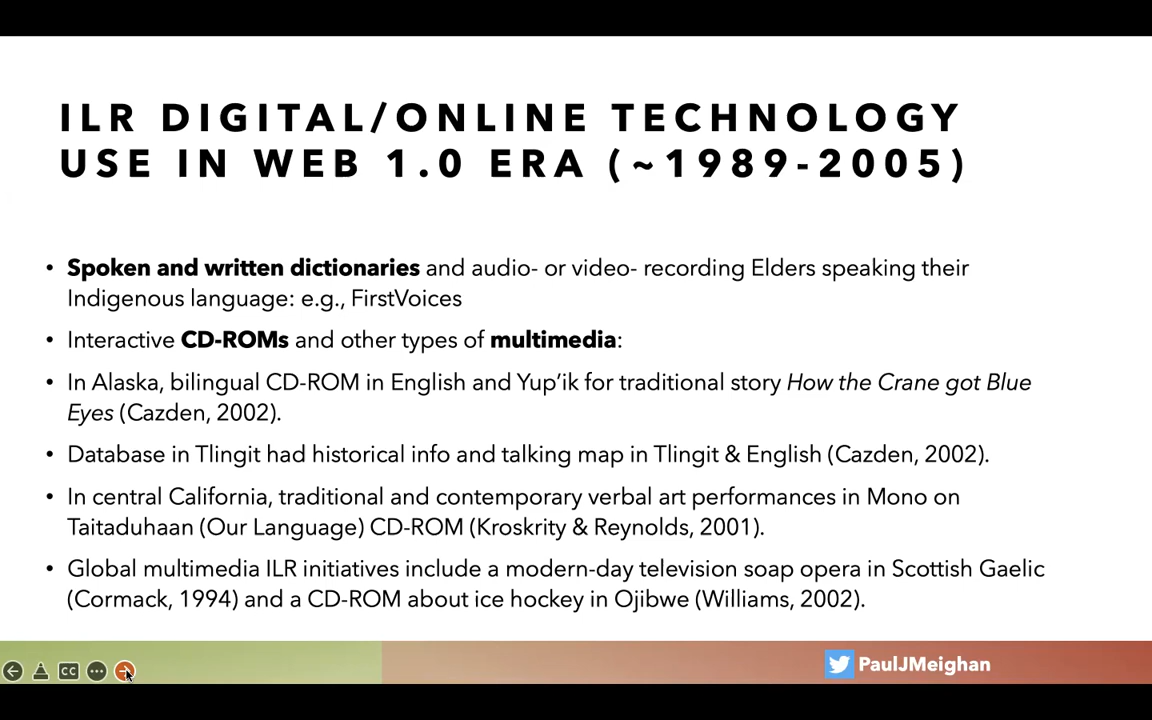 ILR DIGITAL/ONLINE TECHNOLOGY
USE IN WEB 1.0 ERA (~1989-2005)
• Spoken and written dictionaries and audio- or video- recording Elders speaking their
Indigenous language: e.g., FirstVoices
• Interactive CD-ROMs and other types of multimedia:
• In Alaska, bilingual CD-ROM in English and Yup’ik for traditional story How the Crane got Blue
Eyes (Cazden, 2002).
• Database in Tlingit had historical info and talking map in Tlingit & English (Cazden, 2002).
• In central California, traditional and contemporary verbal art performances in Mono on
Taitaduhaan (Our Language) CD-ROM (Kroskrity & Reynolds, 2001).
• Global multimedia ILR initiatives include a modern-day television soap opera in Scottish Gaelic
(Cormack, 1994) and a CD-ROM about ice hockey in Ojibwe (Williams, 2002).
CC
PaulJMeighan